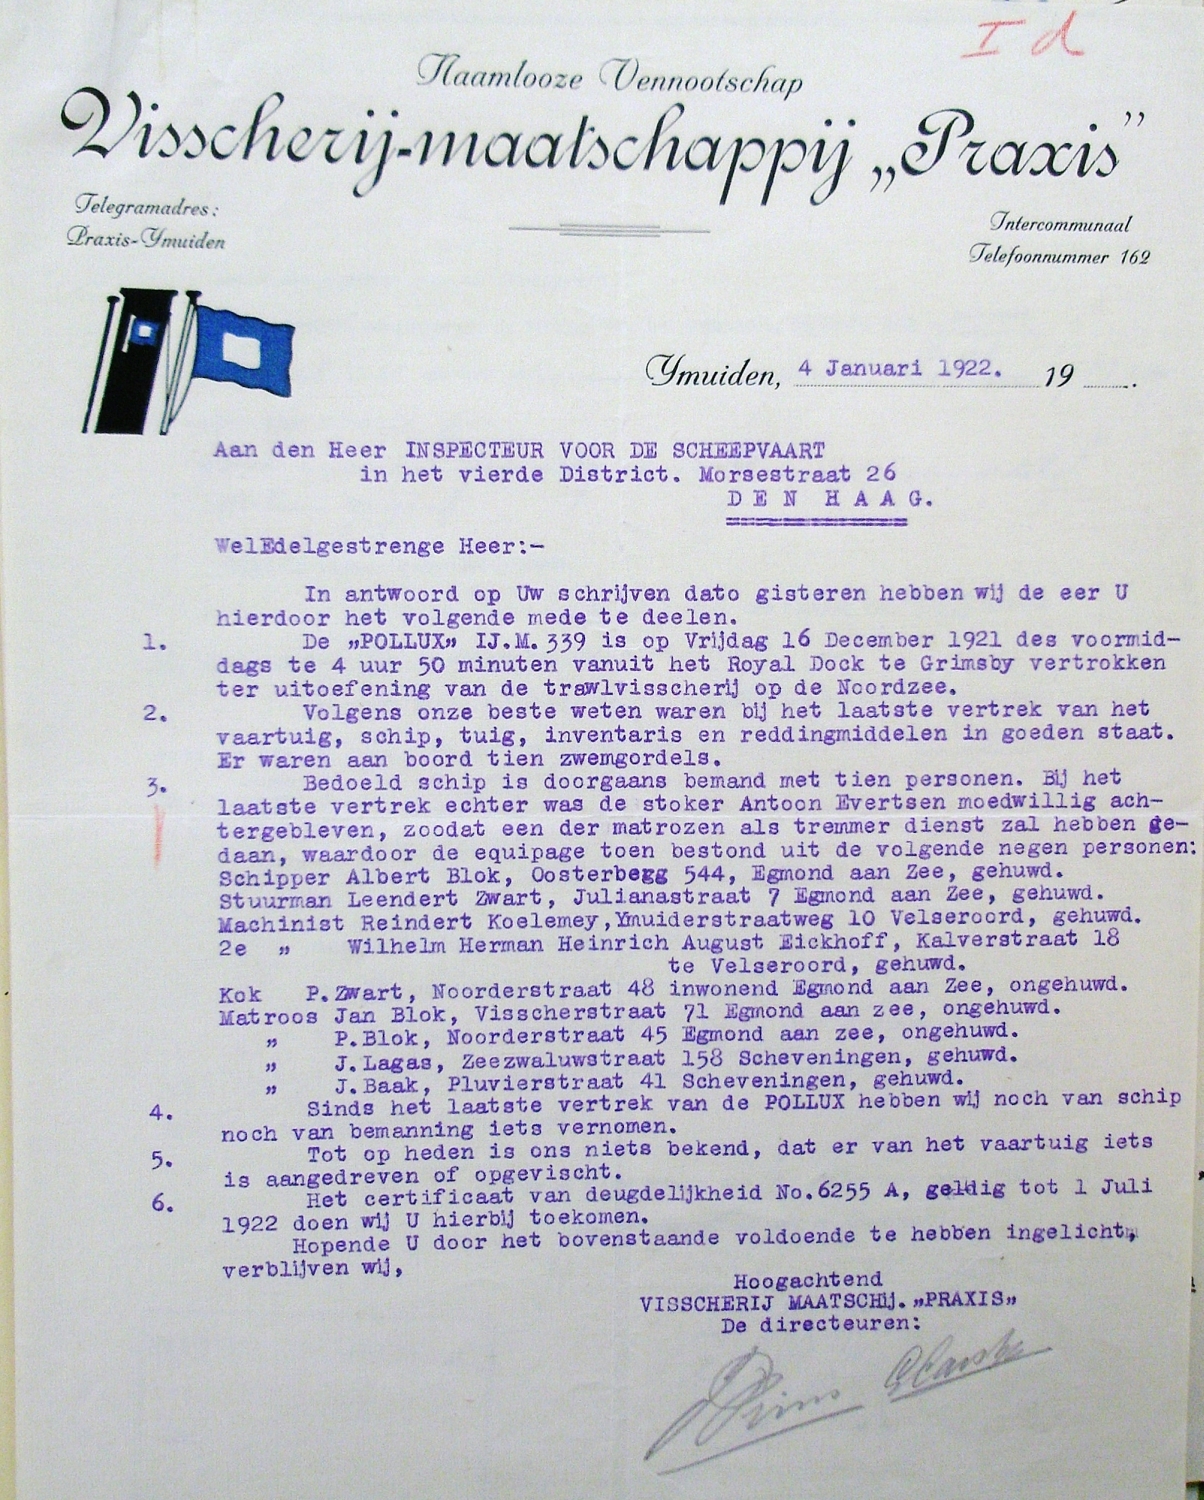 I d
Naamlooze Vennootschap
Visscherij-maatschappij „Praxis"
Telegramadres:
Praxis-Ymuiden
Intercommunaal
Telefoonnummer 162
Ymuiden, 4 Januari 1922. 19 .
Aan den Heer INSPECTEUR VOOR DE SCHEEPVAART
in het vierde District. Morsestraat 26
D E N H A A G.
WelEdelgestrenge Heer:-
In antwoord op Uw schrijven dato gisteren hebben wij de eer U
hierdoor het volgende mede te deelen.
1. De „POLLUX„ IJ.M. 339 is op Vrijdag 16 December 1921 des voormid-
dags te 4 uur 50 minuten vanuit het Royal Dock te Grimsby vertrokken
ter uitoefening van de trawlvisscherij op de Noordzee.
2. Volgens onze beste weten waren bij het laatste vertrek van het
vaartuig, schip, tuig, inventaris en reddingmiddelen in goeden staat.
Er waren aan boord tien zwemgordels.
3. Bedoeld schip is doorgaans bemand met tien personen. Bij het
laatste vertrek echter was de stoker Antoon Evertsen moedwillig ach-
tergebleven, zoodat een der matrozen als tremmer dienst zal hebben ge-
daan, waardoor de equipage toen bestond uit de volgende negen personen:
Schipper Albert Blok, Oosterbegg 544, Egmond aan Zee, gehuwd.
Stuurman Leendert Zwart, Julianastraat 7 Egmond aan Zee, gehuwd.
Machinist Reindert Koelemey, Ymuiderstraatweg 10 Velseroord, gehuwd.
2e „ Wilhelm Herman Heinrich August Eickhoff, Kalverstraat 18
te Velseroord, gehuwd.
Kok P. Zwart, Noorderstraat 48 inwonend Egmond aan Zee, ongehuwd.
Matroos Jan Blok, Visscherstraat 71 Egmond aan zee, ongehuwd.
„ P. Blok, Noorderstraat 45 Egmond aan zee, ongehuwd.
„ J. Lagas, Zeezwaluwstraat 158 Scheveningen, gehuwd.
„ J. Baak, Pluvierstraat 41 Scheveningen, gehuwd.
4. Sinds het laatste vertrek van de POLLUX hebben wij noch van schip
noch van bemanning iets vernomen.
5. Tot op heden is ons niets bekend, dat er van het vaartuig iets
is aangedreven of opgevischt.
6. Het certificaat van deugdelijkheid No. 6255 A, geldig tot 1 Juli
1922 doen wij U hierbij toekomen.
Hopende U door het bovenstaande voldoende te hebben ingelicht,
verblijven wij,
Hoogachtend
VISSCHERIJ MAATSCHij. „PRAXIS„
De directeuren: